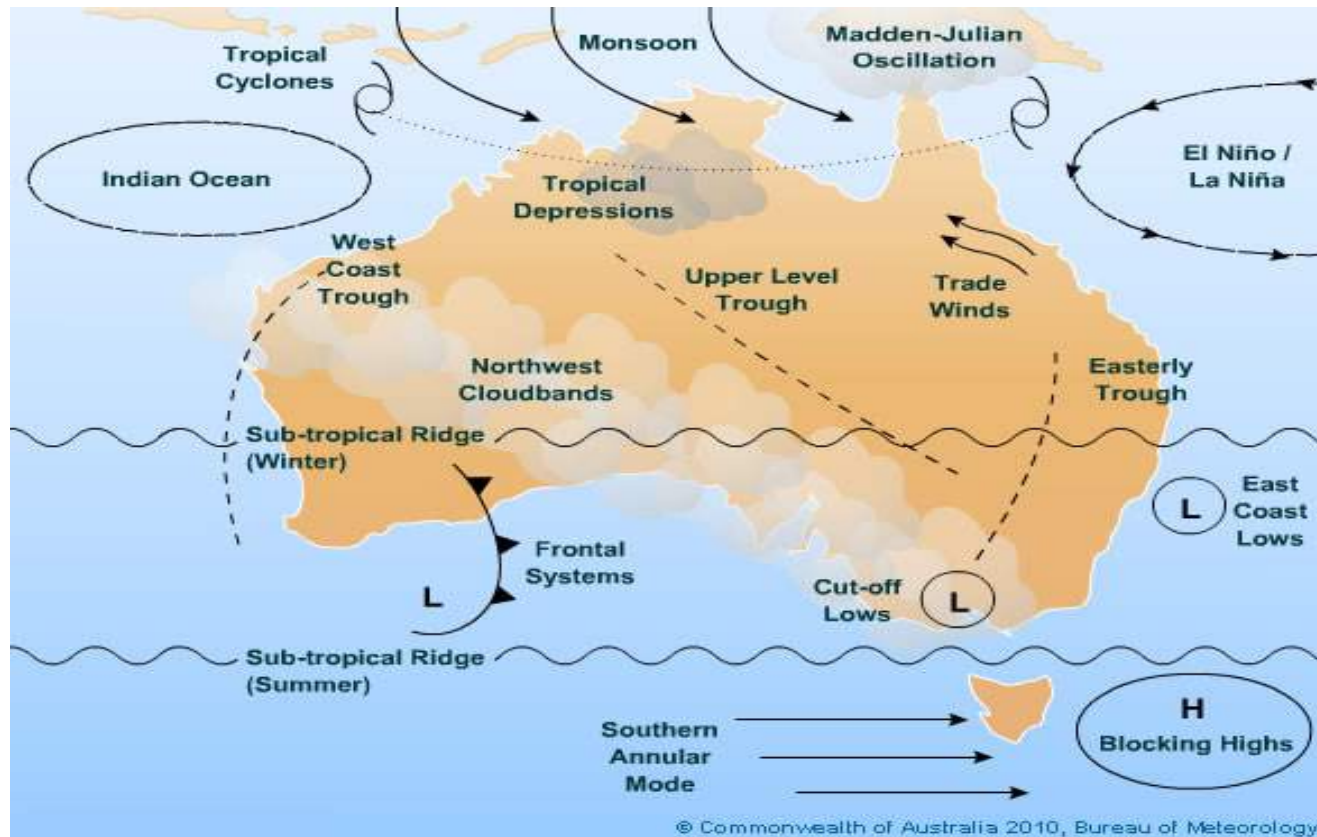 Tropical
Cyclones
Monsoon
Madden-Julian
Oscillation
Indian Ocean
El Niño /
La Niña
Tropical
Depressions
West
Coast
Trough
Upper Level
Trough
Trade
Winds
Northwest
Cloudbands
Easterly
Trough
Sub-tropical Ridge
(Winter)
L
East
Coast
Lows
Frontal
Systems
L
Cut-off
Lows
L
Sub-tropical Ridge
(Summer)
Southern
Annular
Mode
H
Blocking Highs
© Commonwealth of Australia 2010, Bureau of Meteorology